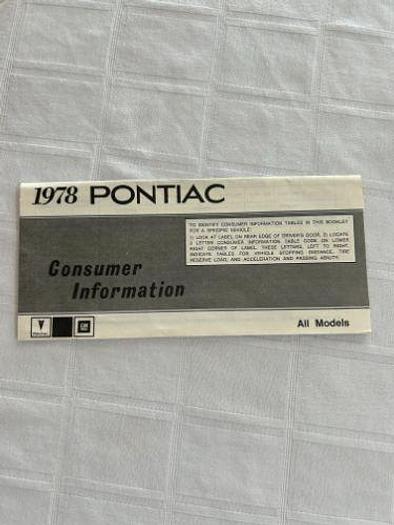 1978 PONTIAC
TO IDENTIFY CONSUMER INFORMATION TABLES IN THIS BOOKLET
FOR A SPECIFIC VEHICLE:
1) LOOK AT LABEL ON REAR EDGE OF DRIVER'S DOOR, 2) LOCATE
3 LETTER CONSUMER INFORMATION TABLE CODE ON LOWER
RIGHT CORNER OF LABEL. THESE LETTERS, LEFT TO RIGHT,
INDICATE TABLES FOR VEHICLE STOPPING DISTANCE, TIRE
RESERVE LOAD, AND ACCELERATION AND PASSING ABILITY.
Consumer
Information
GM
All Models